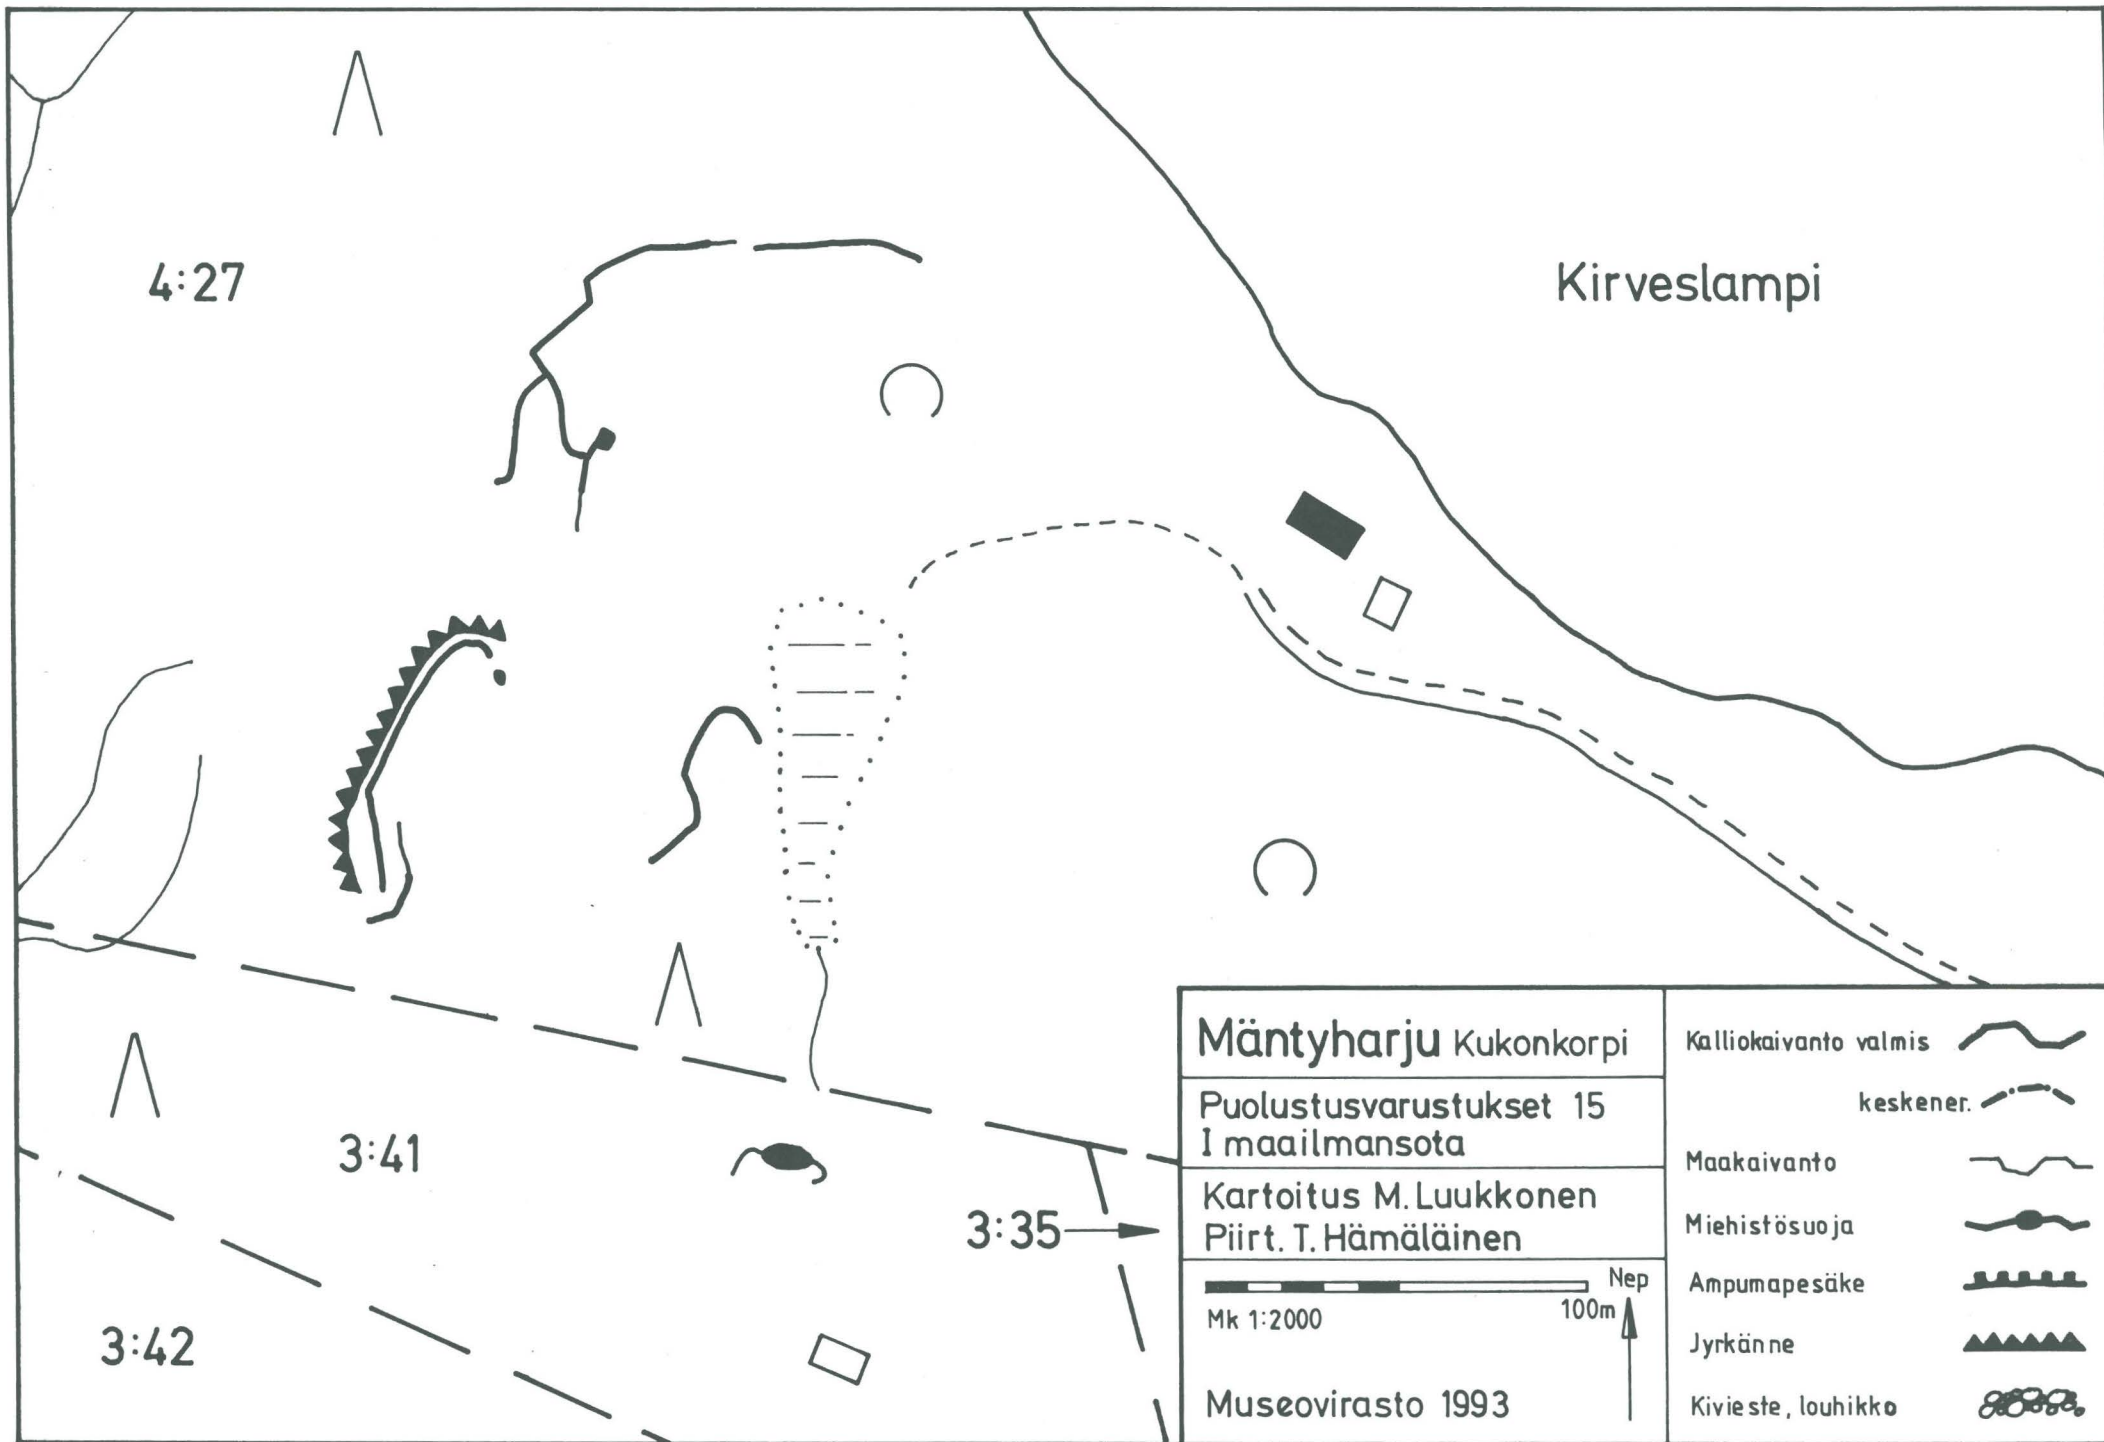 4:27
Kirveslampi
3:41
3:35
3:42
Mäntyharju Kukonkorpi
Puolustusvarustukset 15
I maailmansota
Kartoitus M. Luukkonen
Piirt. T. Hämäläinen
Nep
100m
Mk 1:2000
Museovirasto 1993
Kalliokaivanto valmis
keskener.
Maakaivanto
Miehistösuoja
Ampumapesäke
Jyrkänne
Kivieste, louhikko